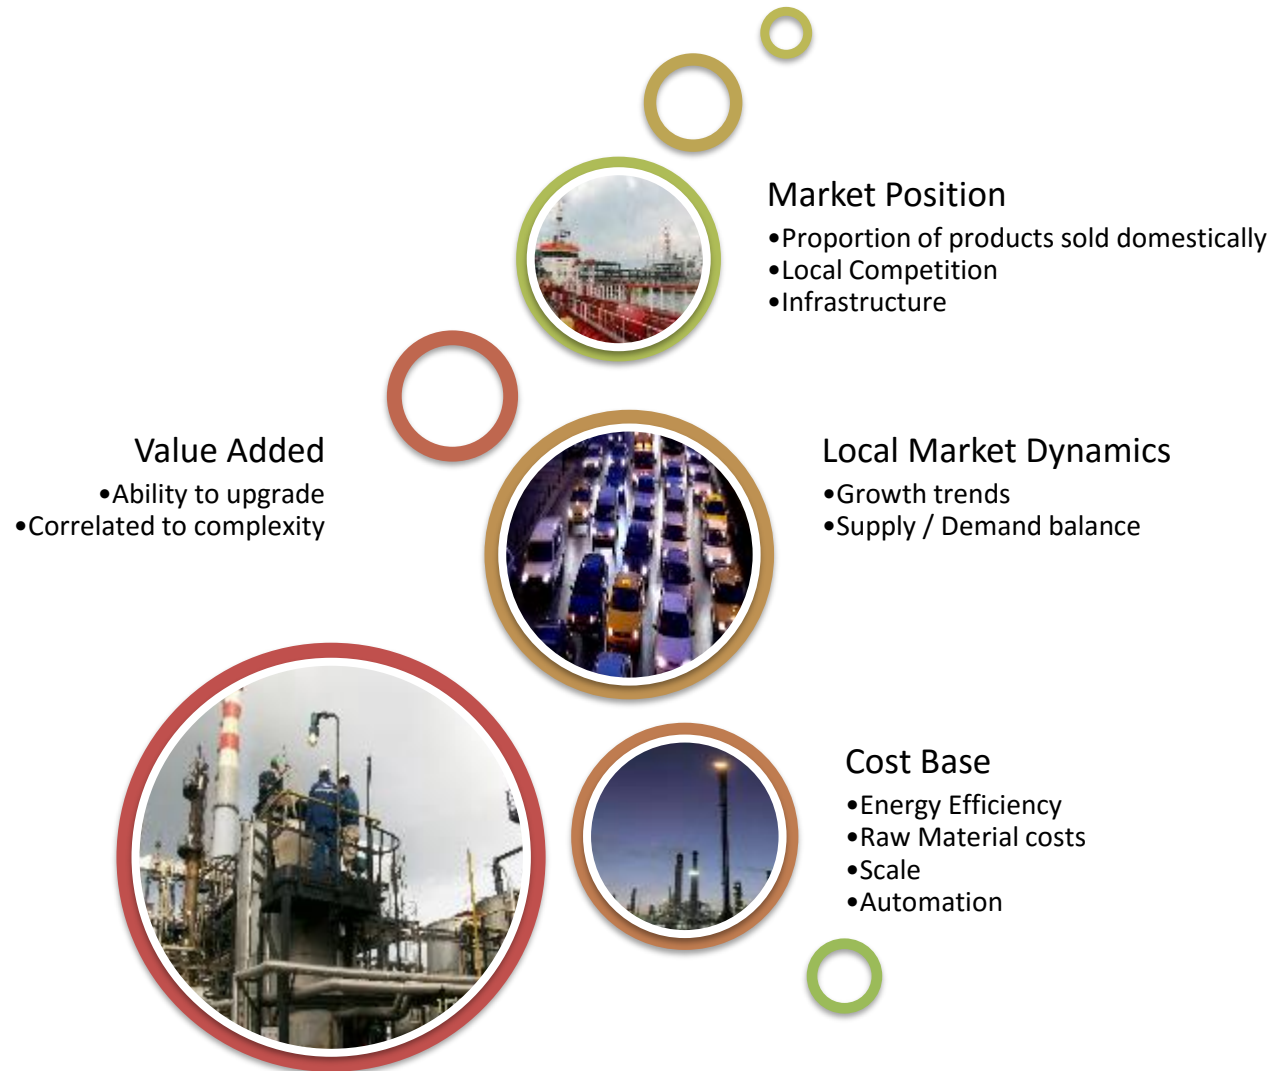 Market Position
•Proportion of products sold domestically
•Local Competition
•Infrastructure
Value Added
•Ability to upgrade
•Correlated to complexity
Local Market Dynamics
•Growth trends
•Supply / Demand balance
Cost Base
•Energy Efficiency
•Raw Material costs
•Scale
•Automation